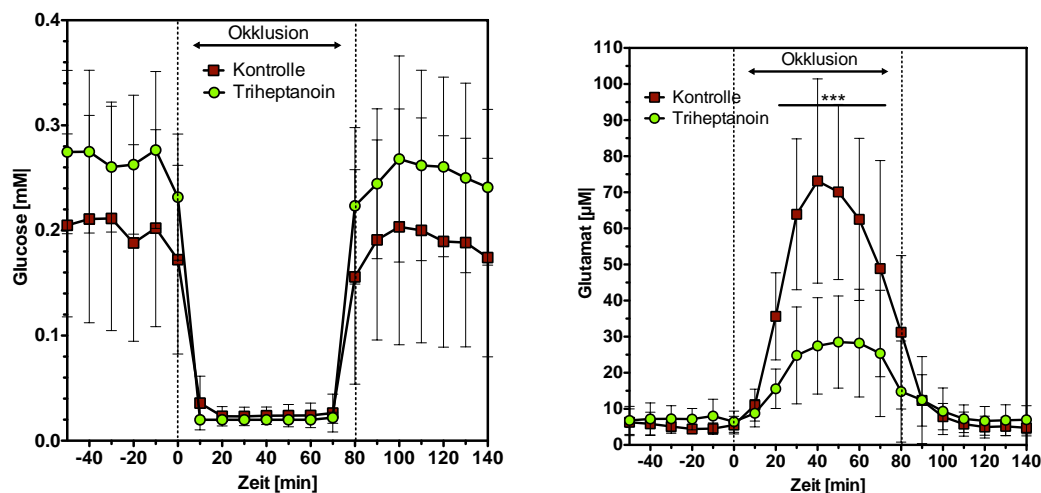 0.4
0.3
0.2
0.1
0.0
Glucose [mM]
Okklusion
Kontrolle
Triheptanoin
-40 -20 0 20 40 60 80 100 120 140
Zeit [min]
110
100
90
80
70
60
50
40
30
20
10
0
Glutamat [µM]
Okklusion
Kontrolle
***
Triheptanoin
-40 -20 0 20 40 60 80 100 120 140
Zeit [min]